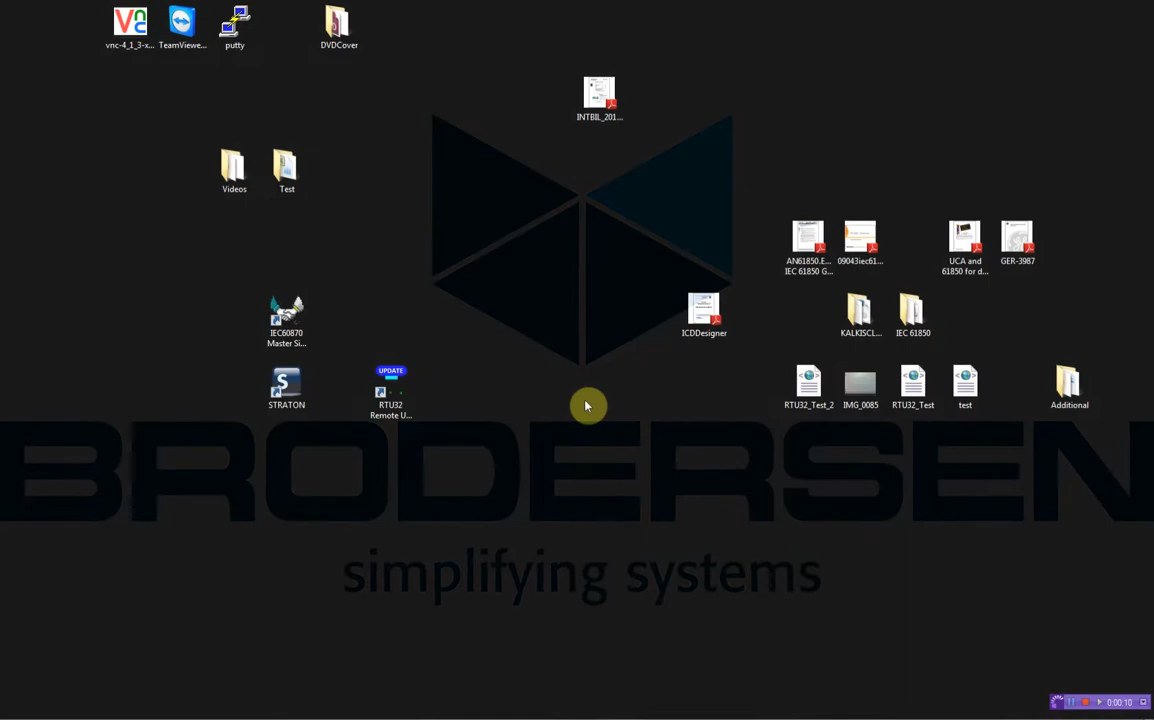 vnc-4_1_3-x...
TeamViewe...
putty
DVDCover
INTBIL_201...
Videos
Test
AN61850.E...
IEC 61850 G...
09043iec61...
UCA and
61850 for d...
GER-3987
IEC60870
Master Si...
ICDDesigner
KALKISCL...
IEC 61850
STRATON
UPDATE
RTU32
Remote U...
RTU32_Test_2
IMG_0085
RTU32_Test
test
Additional
BRODERSEN
simplifying systems
0:00:10